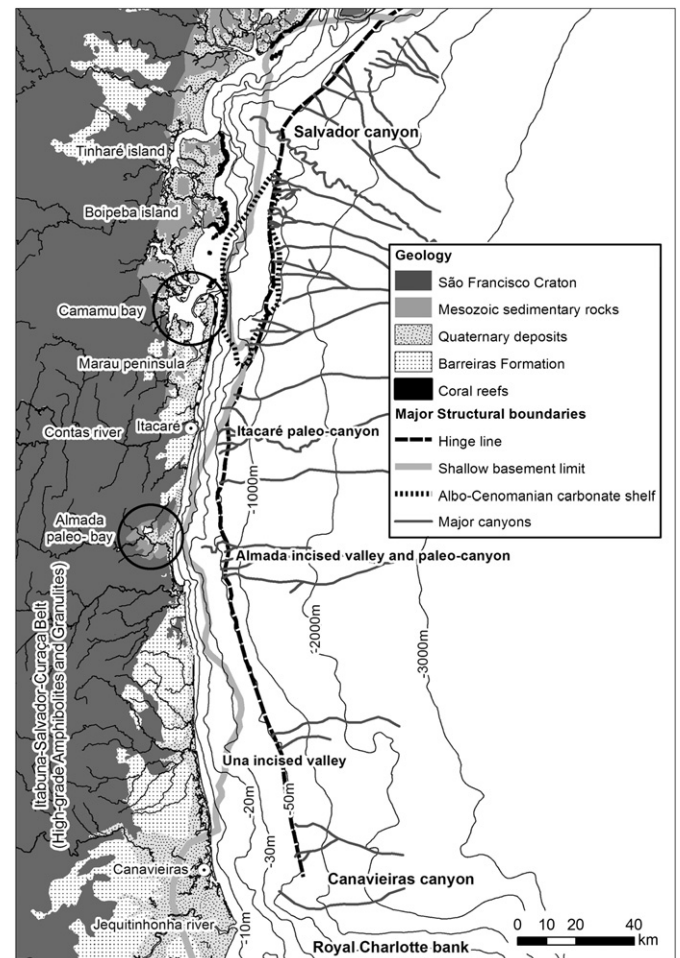 Salvador canyon
Tinharé island
Boipeba island
Camamu bay
Marau peninsula
Contas river
Itacaré
Itacaré paleo-canyon
Almada
paleo- bay
Almada incised valley and paleo-canyon
Itabuna-Salvador-Curaçá Belt
(High-grade Amphibolites and Granulites)
Una incised valley
Canavieiras
Canavieiras canyon
Jequitinhonha river
Royal Charlotte bank
-10m
-20m
-30m
-50m
-1000m
-2000m
-3000m
Geology
São Francisco Craton
Mesozoic sedimentary rocks
Quaternary deposits
Barreiras Formation
Coral reefs
Major Structural boundaries
Hinge line
Shallow basement limit
Albo-Cenomanian carbonate shelf
Major canyons
0 10 20 40
km